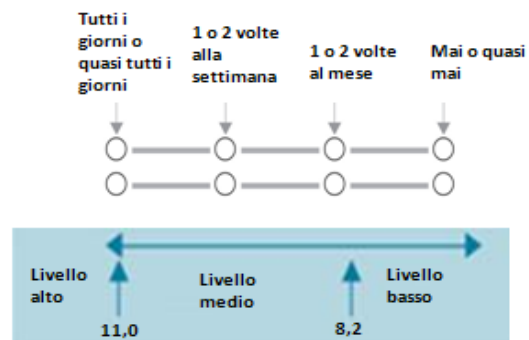 Tutti i
giorni o
quasi tutti i
giorni
1 o 2 volte
alla
settimana
1 o 2 volte
al mese
Mai o quasi
mai
Livello
alto
Livello
medio
Livello
basso
11,0
8,2